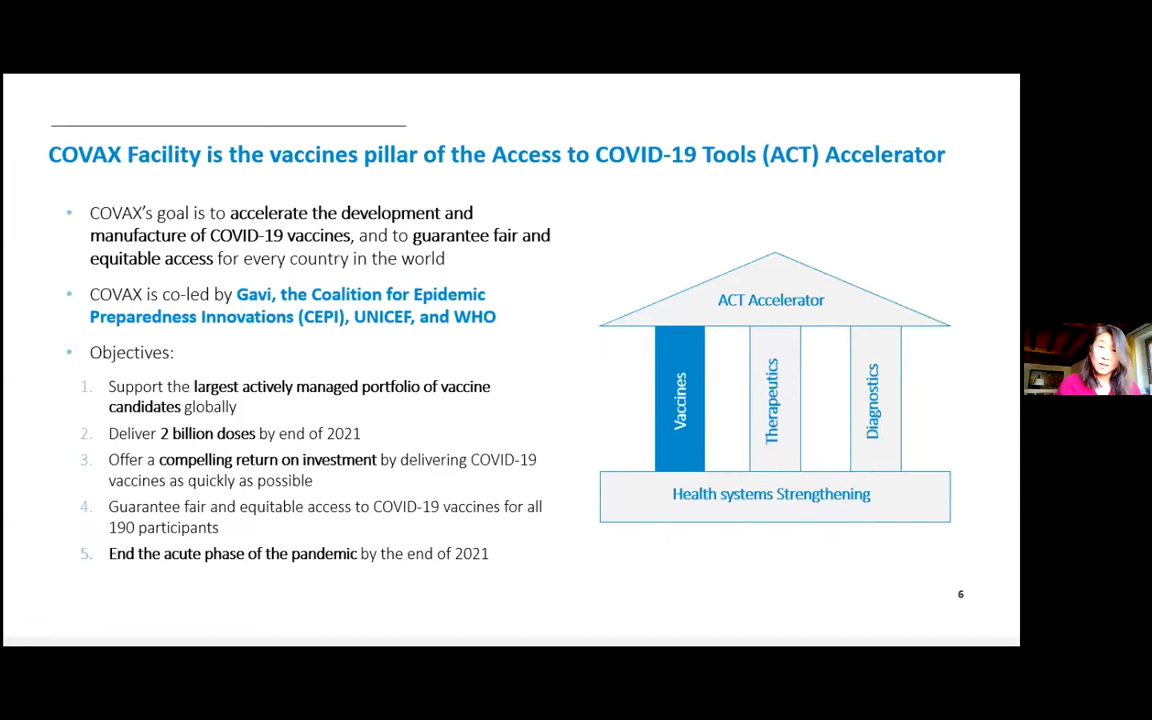 COVAX Facility is the vaccines pillar of the Access to COVID-19 Tools (ACT) Accelerator
• COVAX's goal is to accelerate the development and
manufacture of COVID-19 vaccines, and to guarantee fair and
equitable access for every country in the world
• COVAX is co-led by Gavi, the Coalition for Epidemic
Preparedness Innovations (CEPI), UNICEF, and WHO
• Objectives:
1. Support the largest actively managed portfolio of vaccine
candidates globally
2. Deliver 2 billion doses by end of 2021
3. Offer a compelling return on investment by delivering COVID-19
vaccines as quickly as possible
4. Guarantee fair and equitable access to COVID-19 vaccines for all
190 participants
5. End the acute phase of the pandemic by the end of 2021
ACT Accelerator
Vaccines
Therapeutics
Diagnostics
Health systems Strengthening
6